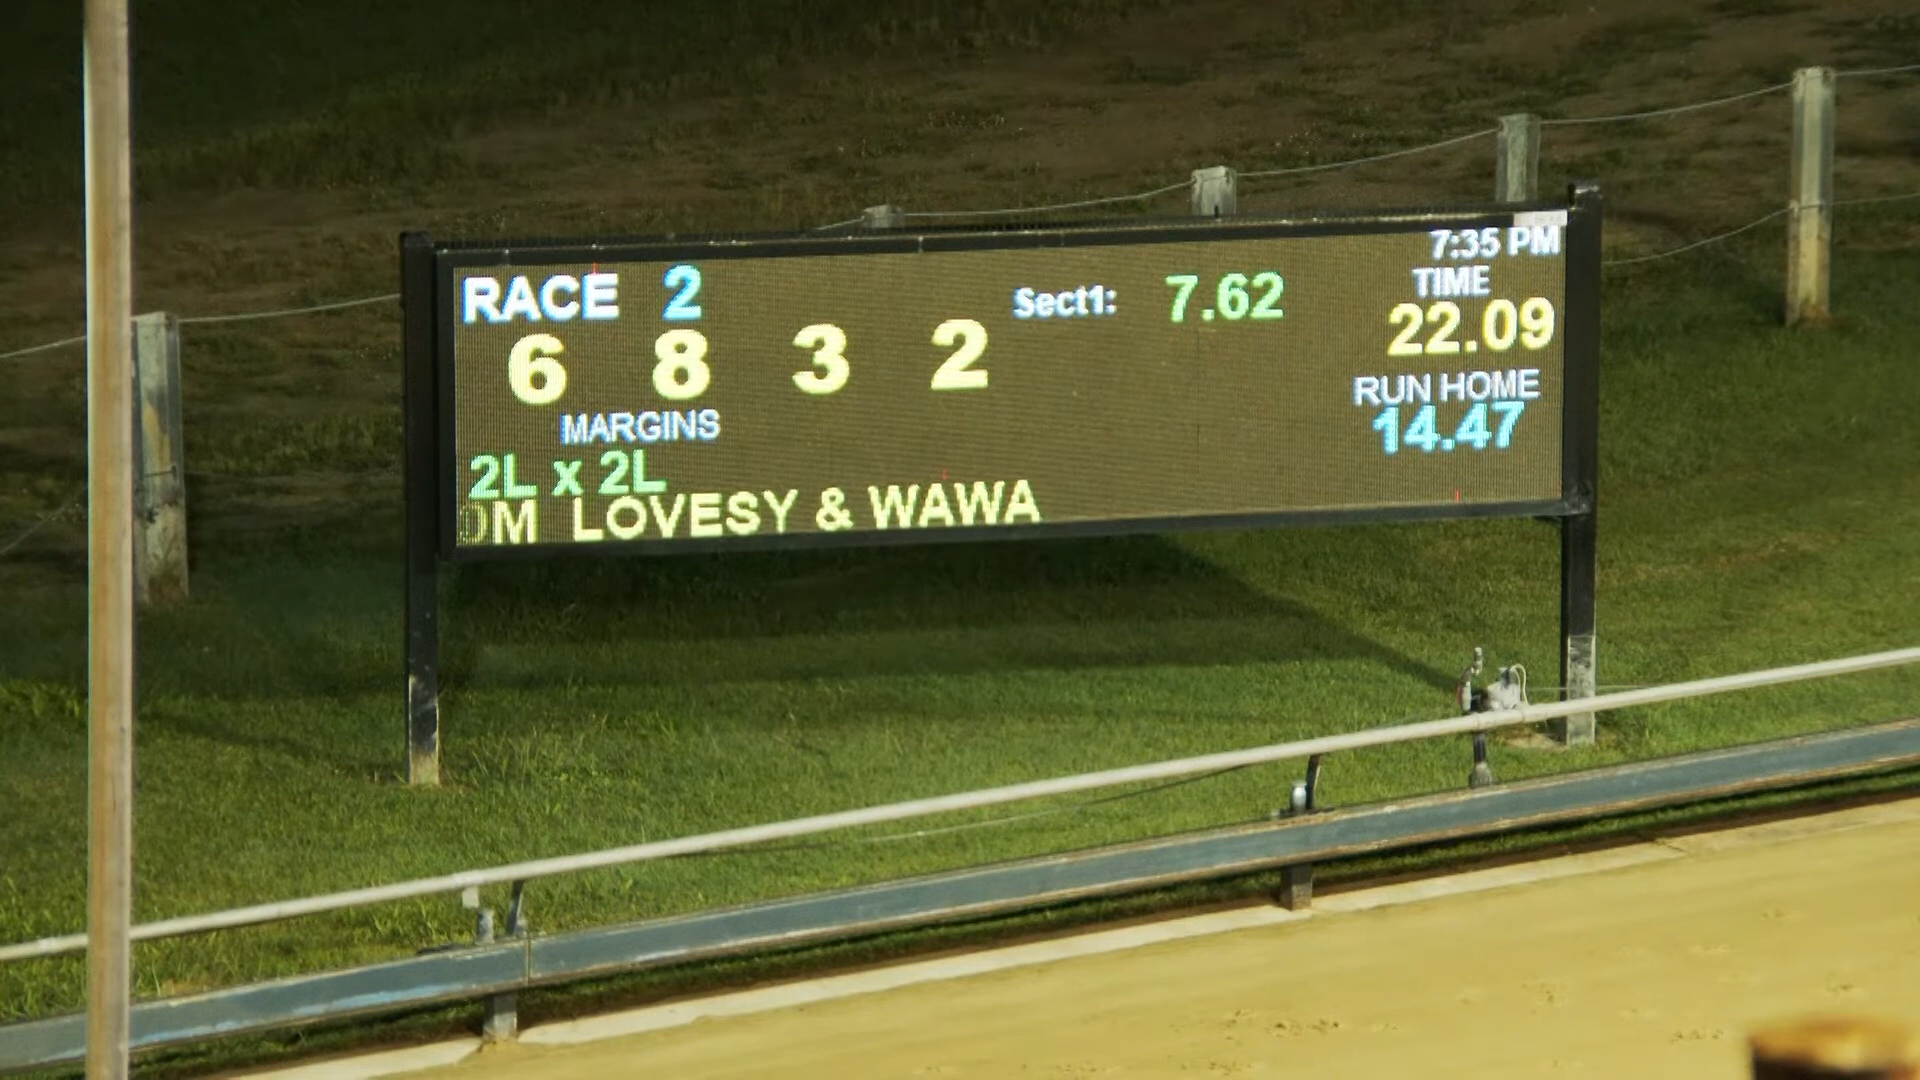 7:35 PM
RACE 2 Sect1: 7.62 TIME
22.09
6 8 3 2
RUN HOME
MARGINS 14.47
2L x 2L
M LOVESY & WAWA